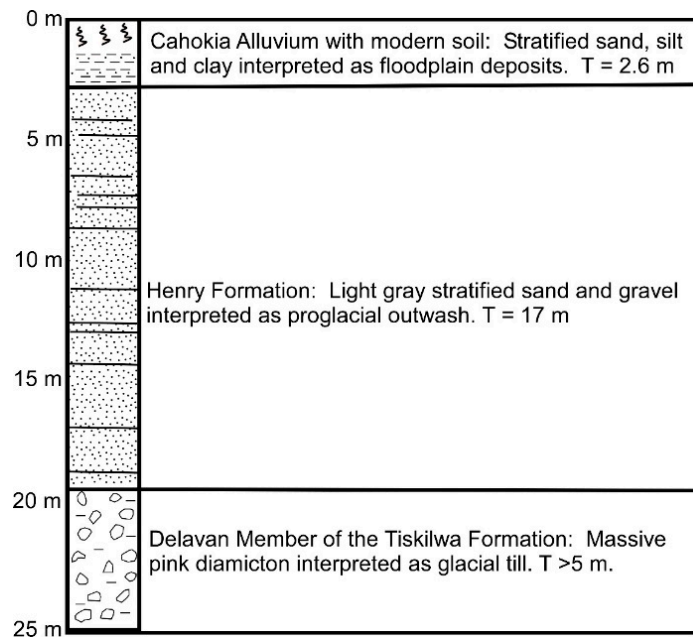 0 m
Cahokia Alluvium with modern soil: Stratified sand, silt
and clay interpreted as floodplain deposits. T = 2.6 m
5 m
10 m
Henry Formation: Light gray stratified sand and gravel
interpreted as proglacial outwash. T = 17 m
15 m
20 m
Delavan Member of the Tiskilwa Formation: Massive
pink diamicton interpreted as glacial till. T >5 m.
25 m